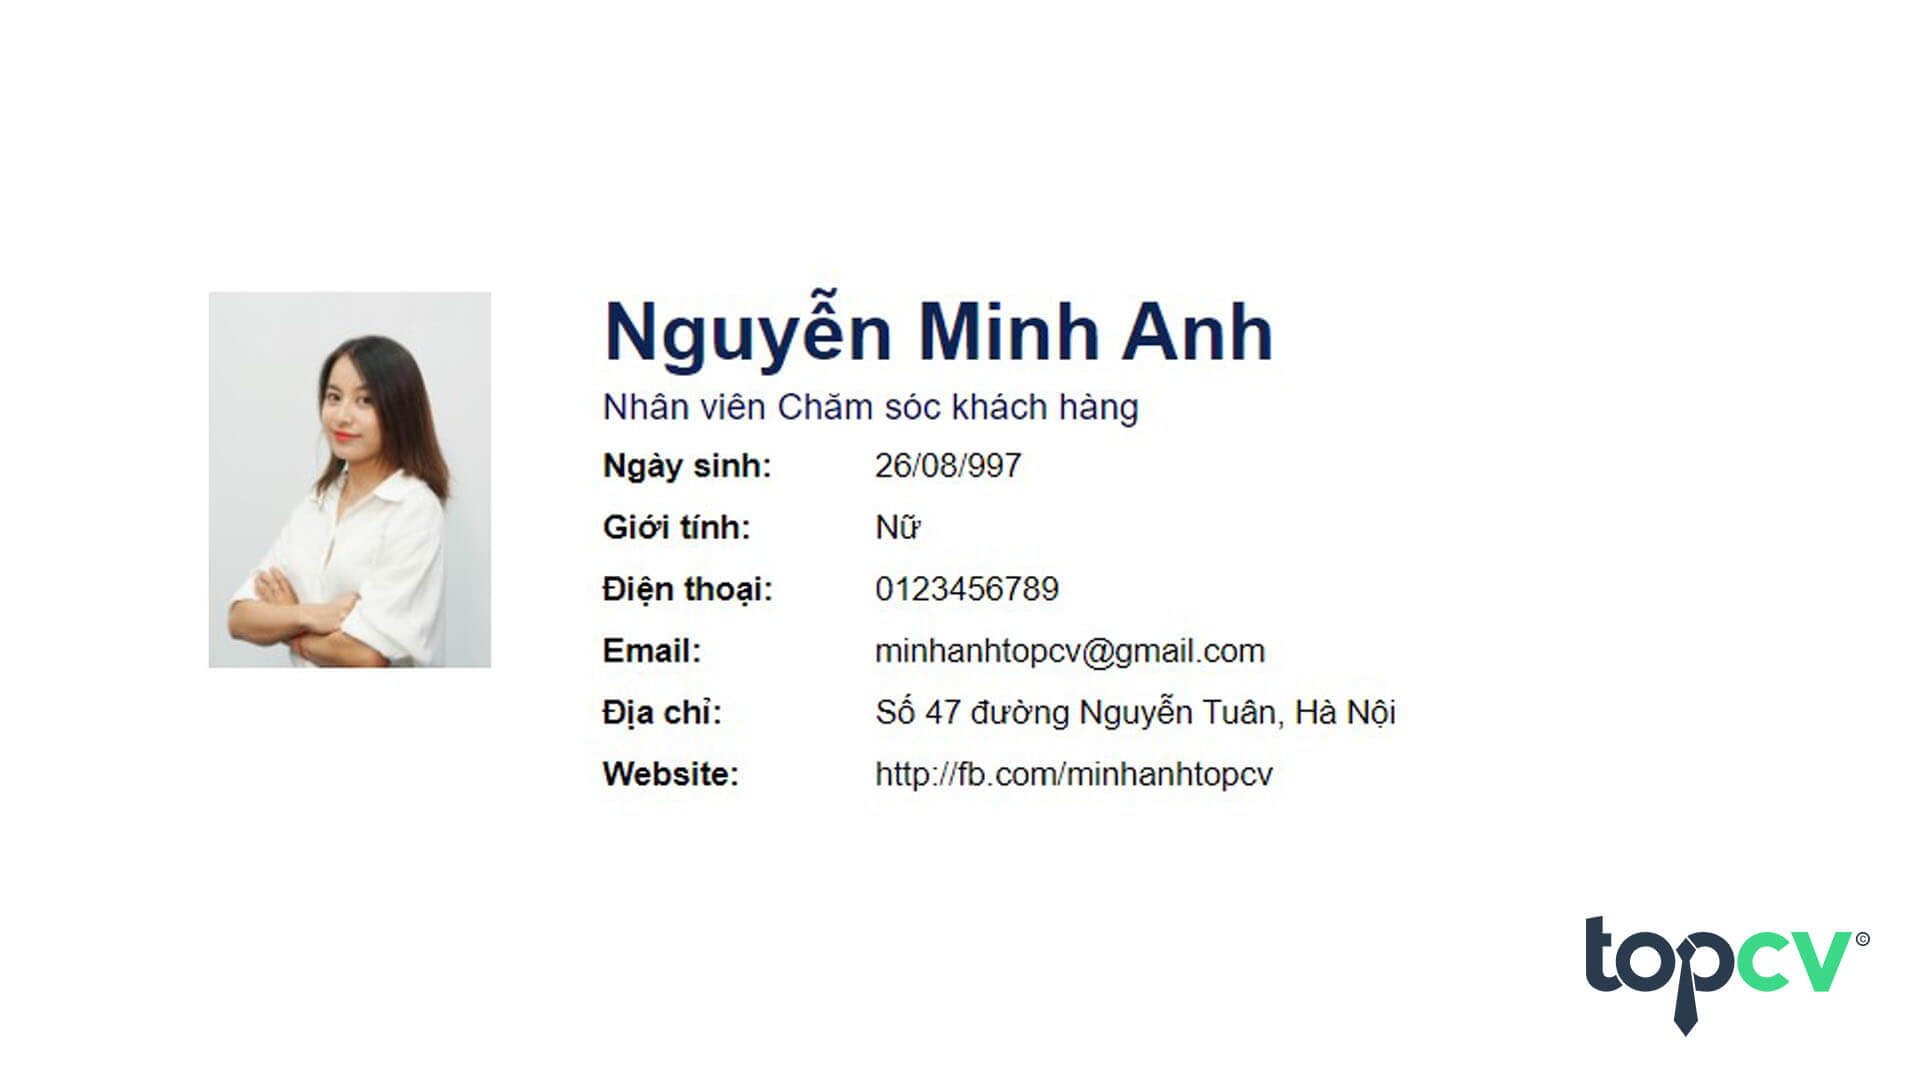 Nguyễn Minh Anh
Nhân viên Chăm sóc khách hàng
Ngày sinh: 26/08/997
Giới tính: Nữ
Điện thoại: 0123456789
Email: minhanhtopcv@gmail.com
Địa chỉ: Số 47 đường Nguyễn Tuân, Hà Nội
Website: http://fb.com/minhanhtopcv
topcv©